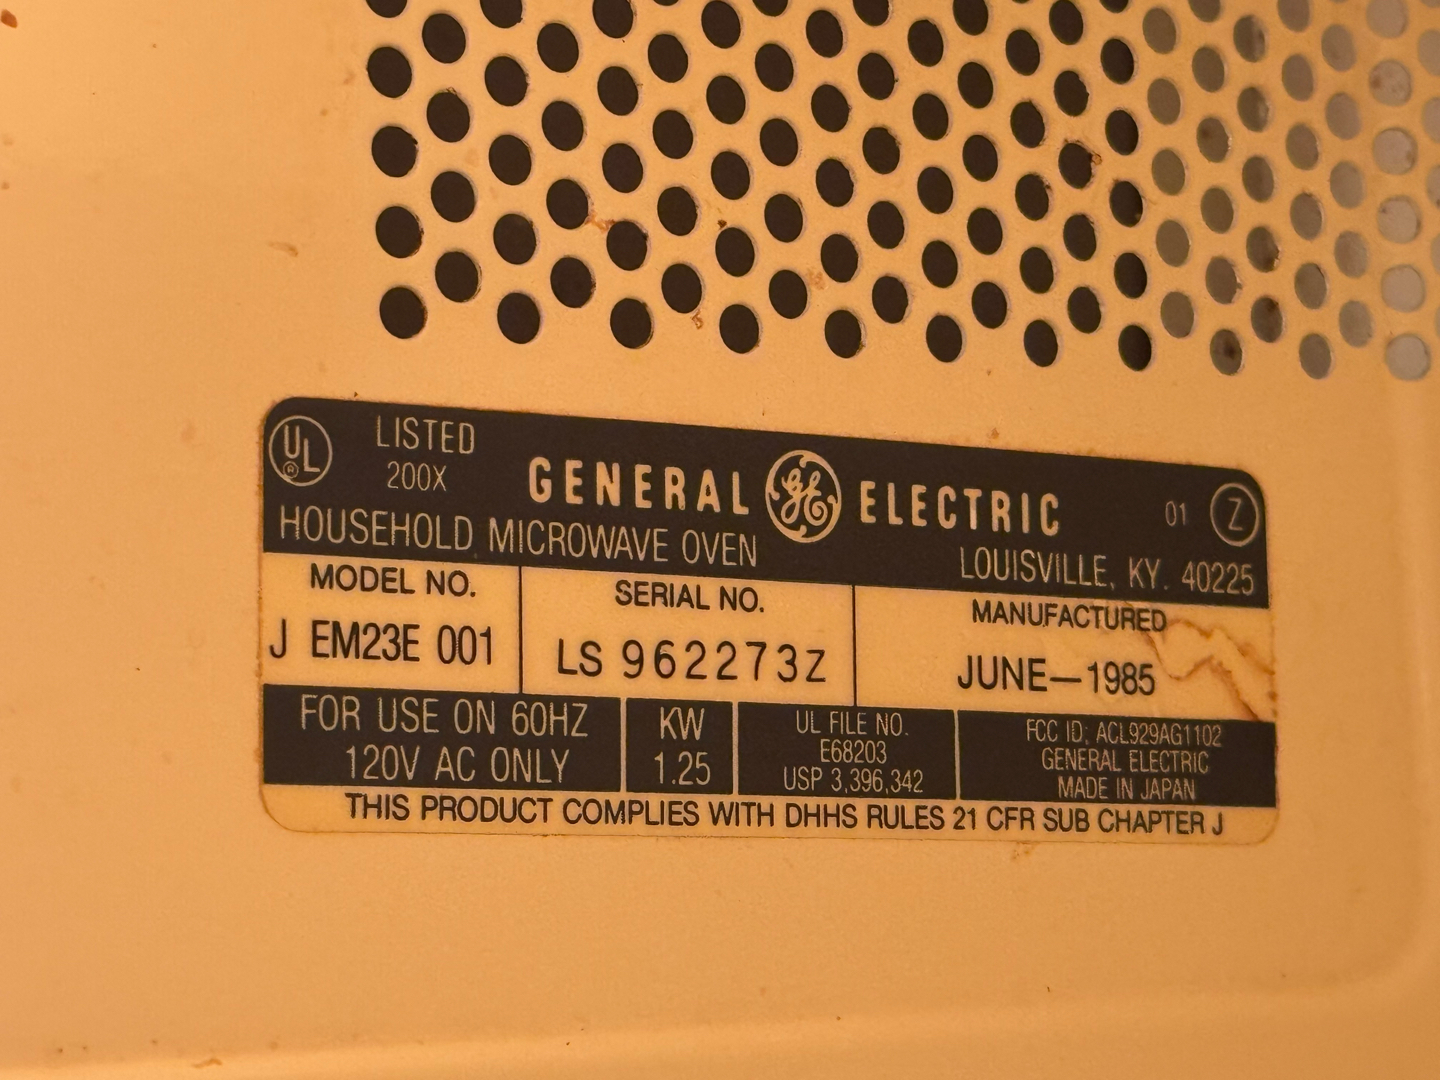 UL ®
LISTED
200X
GENERAL GE ELECTRIC
01 Z
HOUSEHOLD MICROWAVE OVEN
LOUISVILLE, KY. 40225
MODEL NO.
J EM23E 001
SERIAL NO.
LS 962273Z
MANUFACTURED
JUNE—1985
FOR USE ON 60HZ
120V AC ONLY
KW
1.25
UL FILE NO.
E68203
USP 3,396,342
FCC ID; ACL929AG1102
GENERAL ELECTRIC
MADE IN JAPAN
THIS PRODUCT COMPLIES WITH DHHS RULES 21 CFR SUB CHAPTER J